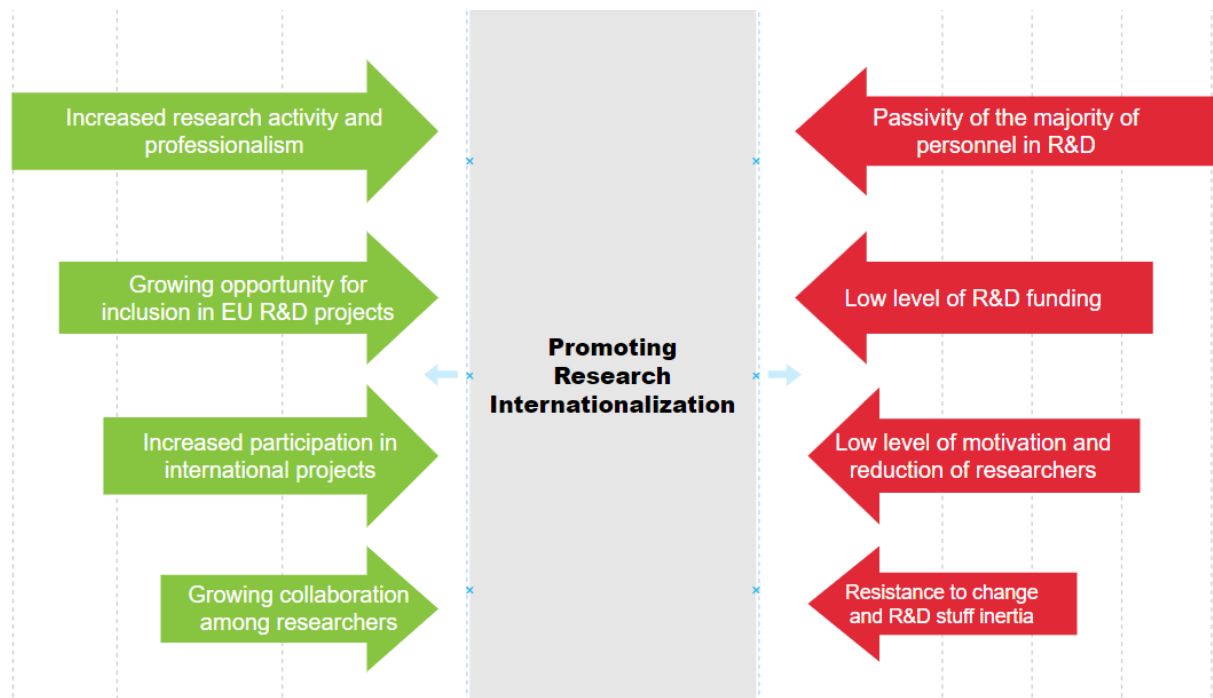 Increased research activity and
professionalism
Growing opportunity for
inclusion in EU R&D projects
Increased participation in
international projects
Growing collaboration
among researchers
Promoting
Research
Internationalization
Passivity of the majority of
personnel in R&D
Low level of R&D funding
Low level of motivation and
reduction of researchers
Resistance to change
and R&D stuff inertia